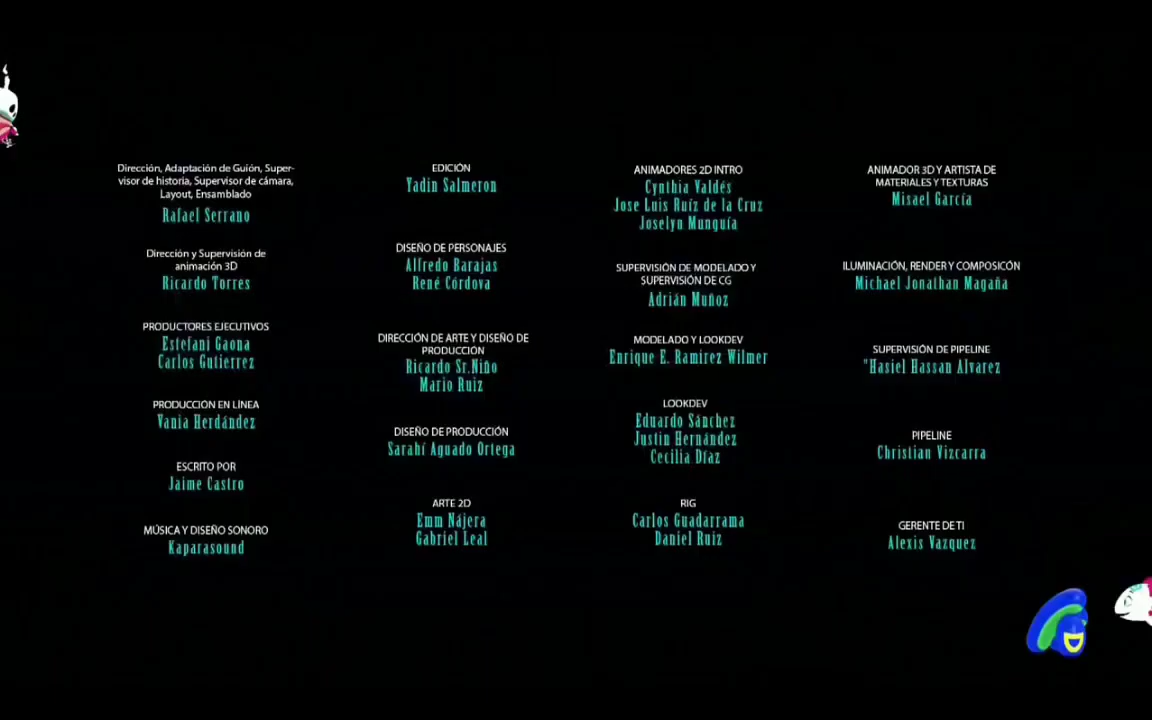 Dirección, Adaptación de Guión, Super-
visor de historia, Supervisor de cámara,
Layout, Ensamblado
Rafael Serrano
Dirección y Supervisión de
animación 3D
Ricardo Torres
PRODUCTORES EJECUTIVOS
Estefani Gaona
Carlos Gutierrez
PRODUCCIÓN EN LÍNEA
Vania Herdández
ESCRITO POR
Jaime Castro
MÚSICA Y DISEÑO SONORO
Kaparasound
EDICIÓN
Yadin Salmeron
DISEÑO DE PERSONAJES
Alfredo Rarajas
René Córdova
DIRECCIÓN DE ARTE Y DISEÑO DE
PRODUCCIÓN
Ricardo Sr.Niño
Mario Ruiz
DISEÑO DE PRODUCCIÓN
Sarahí Aguado Ortega
ARTE 2D
Emm Nájera
Gabriel Leal
ANIMADORES 2D INTRO
Cynthia Valdés
Jose Luis Ruíz de la Cruz
Joselyn Munguía
SUPERVISIÓN DE MODELADO Y
SUPERVISIÓN DE CG
Adrián Muñoz
MODELADO Y LOOKDEV
Enrique E. Ramirez Wilmer
LOOKDEV
Eduardo Sánchez
Justin Hernández
Cecilia Díaz
RIG
Carlos Guadarrama
Daniel Ruiz
ANIMADOR 3D Y ARTISTA DE
MATERIALES Y TEXTURAS
Misael García
ILUMINACIÓN, RENDER Y COMPOSICÓN
Michael Jonathan Magaña
SUPERVISIÓN DE PIPELINE
"Hasiel Hassan Alvarez
PIPELINE
Christian Vizcarra
GERENTE DE TI
Alexis Vazquez
D